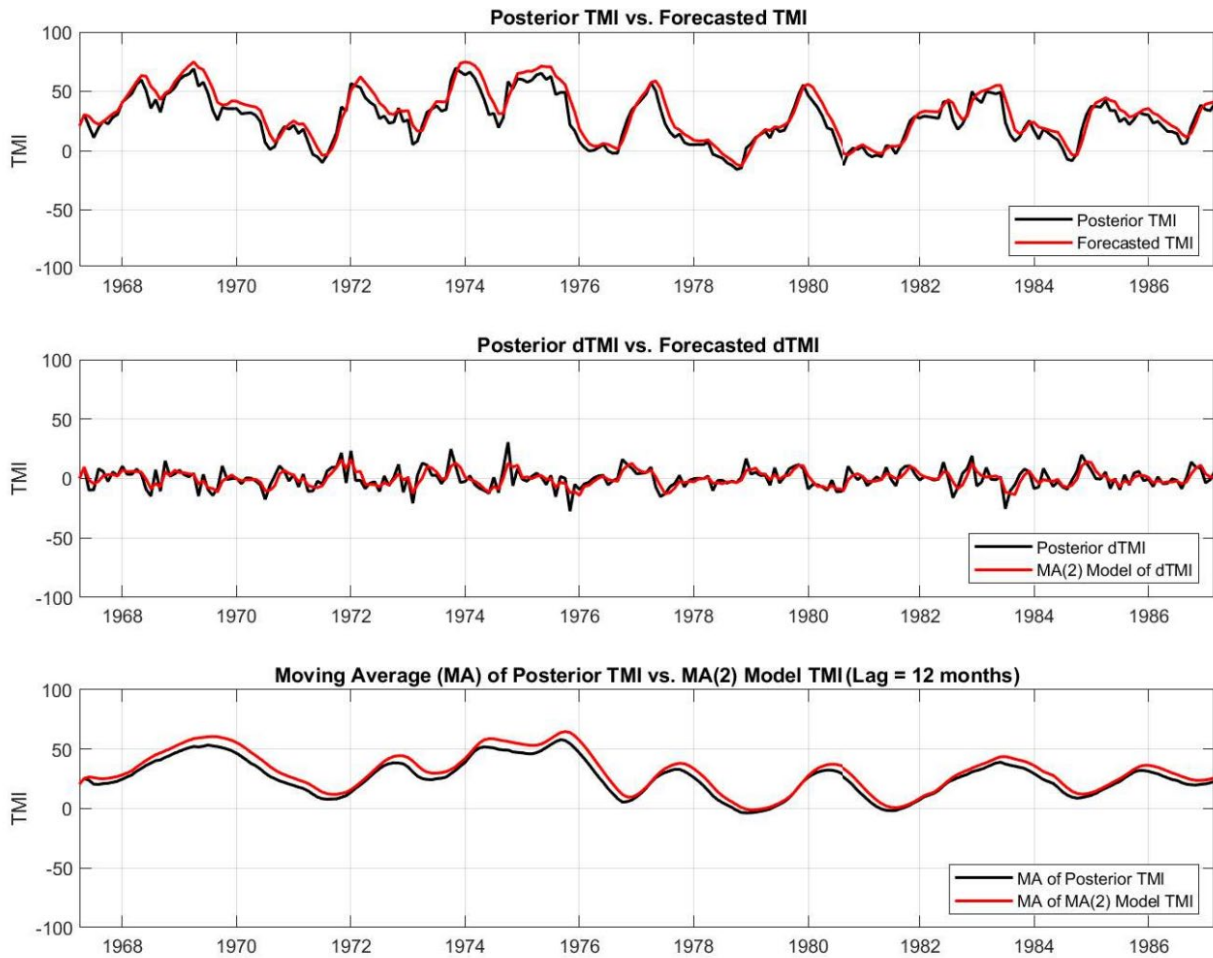 Posterior TMI vs. Forecasted TMI
100
50
0
-50
-100
TMI
1968 1970 1972 1974 1976 1978 1980 1982 1984 1986
Posterior TMI
Forecasted TMI
Posterior dTMI vs. Forecasted dTMI
100
50
0
-50
-100
TMI
1968 1970 1972 1974 1976 1978 1980 1982 1984 1986
Posterior dTMI
MA(2) Model of dTMI
Moving Average (MA) of Posterior TMI vs. MA(2) Model TMI (Lag = 12 months)
100
50
0
-50
-100
TMI
1968 1970 1972 1974 1976 1978 1980 1982 1984 1986
MA of Posterior TMI
MA of MA(2) Model TMI